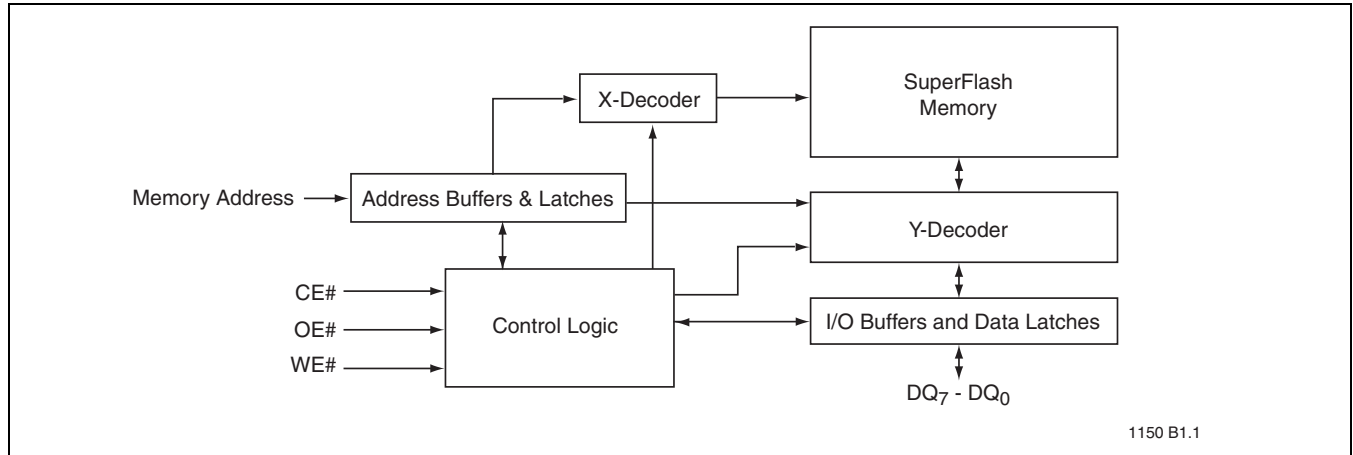 X-Decoder
SuperFlash
Memory
Memory Address
Address Buffers & Latches
Y-Decoder
CE#
OE#
WE#
Control Logic
I/O Buffers and Data Latches
DQ7 - DQ0
1150 B1.1